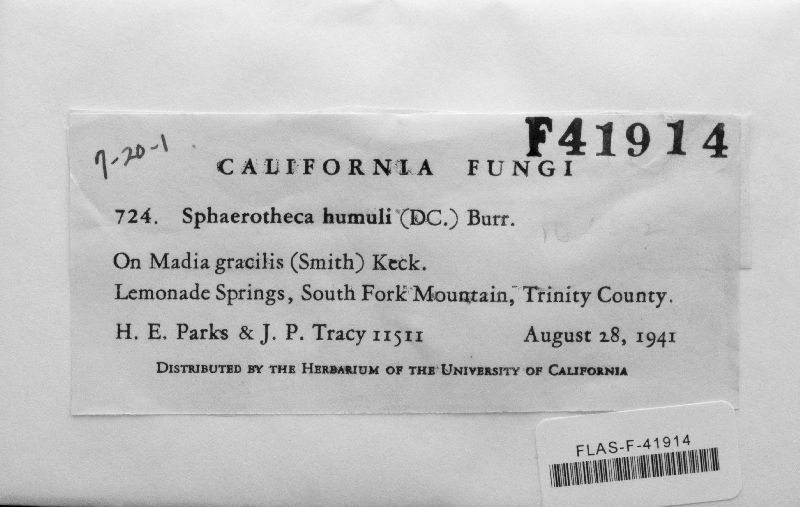 F41914
7-20-1
CALIFORNIA FUNGI
724. Sphaerotheca humuli (DC.) Burr.
On Madia gracilis (Smith) Keck.
Lemonade Springs, South Fork Mountain, Trinity County.
H. E. Parks & J. P. Tracy 11511 August 28, 1941
DISTRIBUTED BY THE HERBARIUM OF THE UNIVERSITY OF CALIFORNIA
FLAS-F-41914